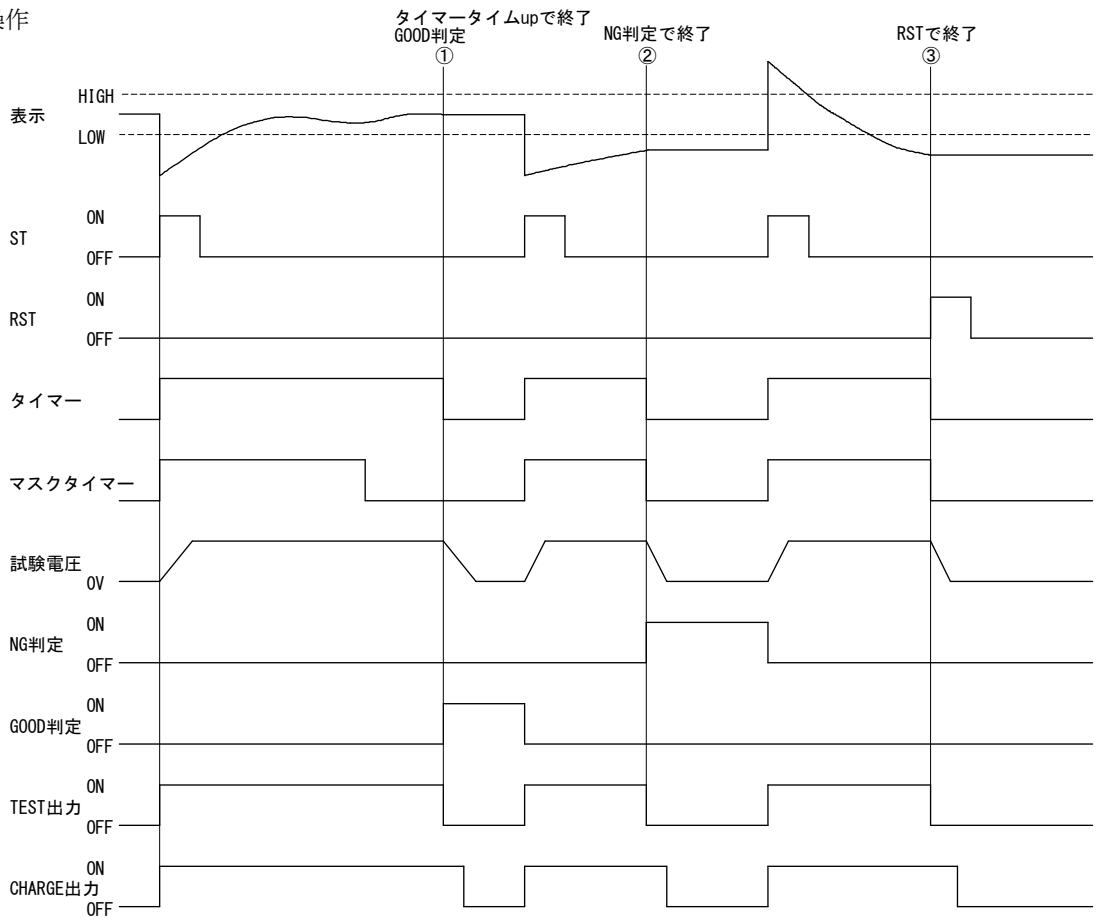 作
タイマータイムupで終了
GOOD判定
①
NG判定で終了
②
RSTで終了
③
表示
HIGH
LOW
ST
ON
OFF
RST
ON
OFF
タイマー
マスクタイマー
試験電圧
0V
NG判定
ON
OFF
GOOD判定
ON
OFF
TEST出力
ON
OFF
CHARGE出力
ON
OFF